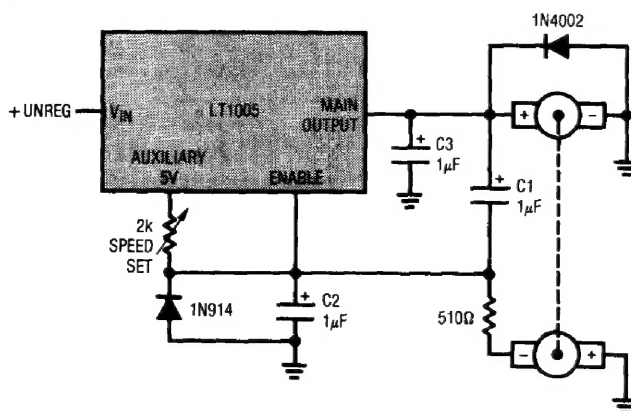 1N4002
LT1005
+ UNREG
VIN
MAIN
OUTPUT
+
-
AUXILIARY
5V
ENABLE
+
C3
1µF
+
C1
1µF
2k
SPEED
SET
1N914
+
C2
1µF
510Ω
-
+